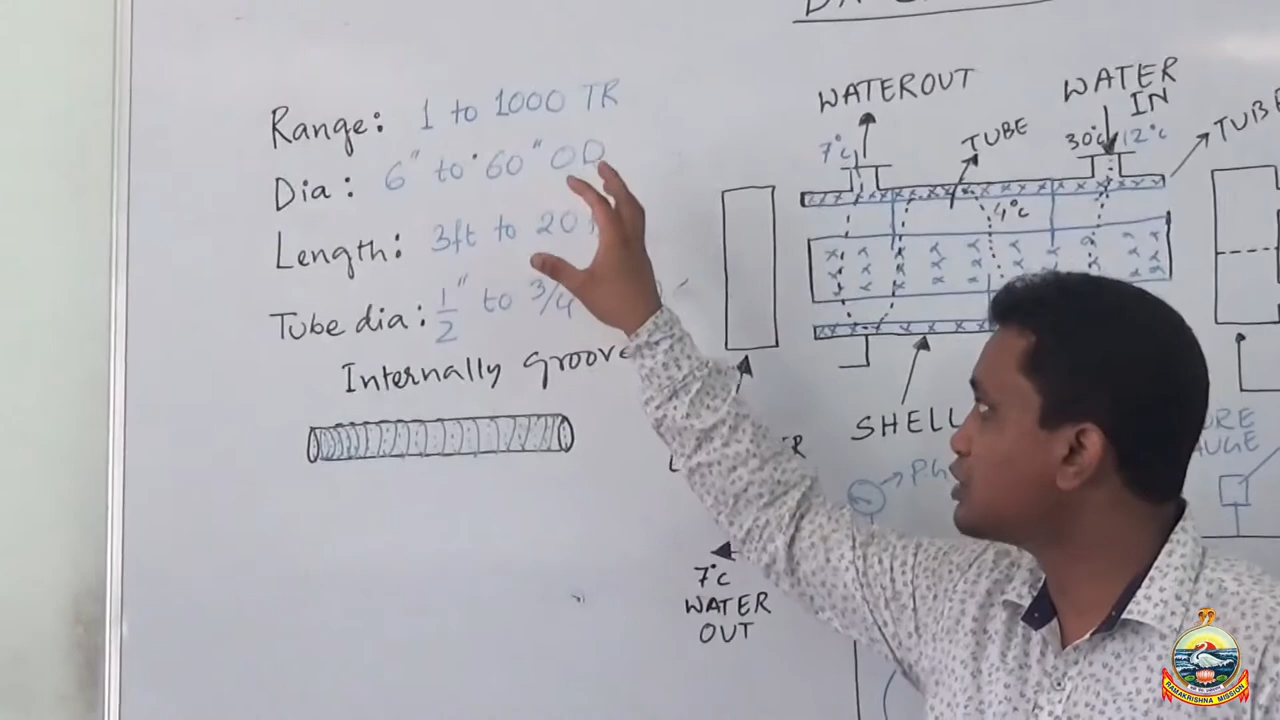 Range: 1 to 1000 TR
Dia: 6" to 60" OD
Length: 3ft to 20
Tube dia: 1/2" to 3/4
Internally groove
WATER OUT
WATER IN
7°c
TUBE
30°c
12°c
4°c
SHELL
P.G
7°c
WATER
OUT
RAMAKRISHNA MISSION